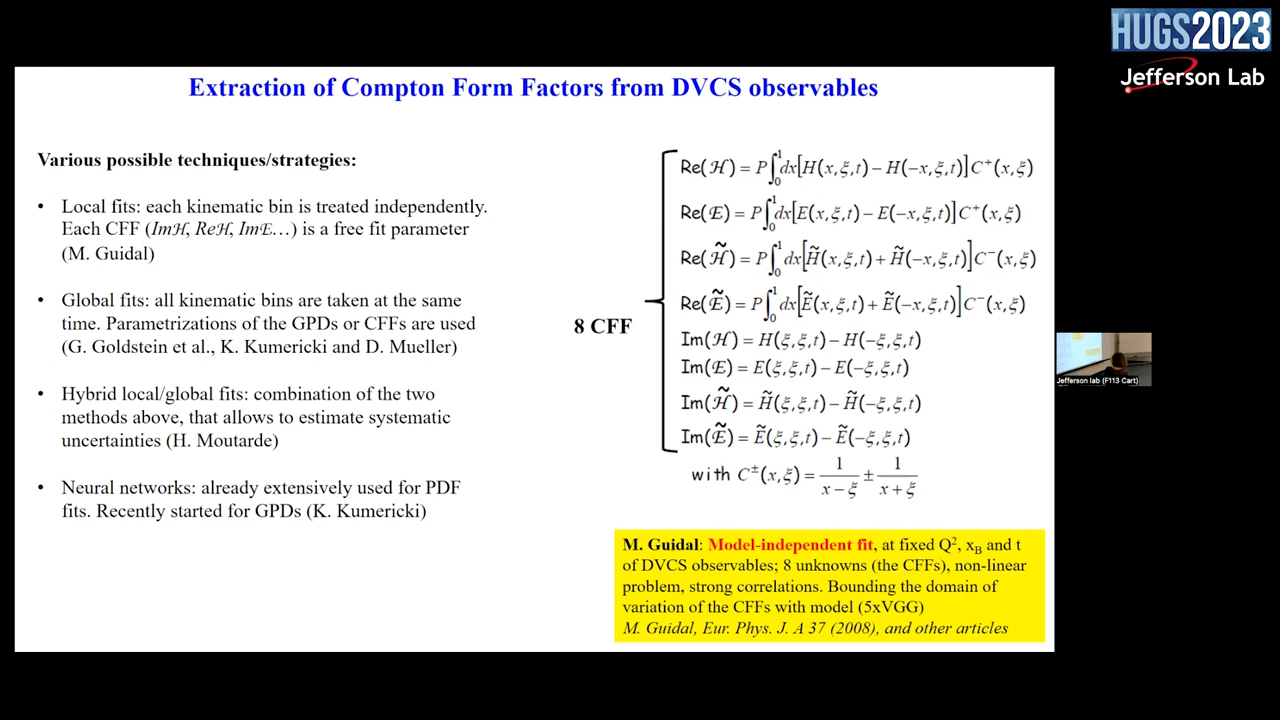 HUGS2023
Jefferson Lab
Extraction of Compton Form Factors from DVCS observables
Various possible techniques/strategies:
• Local fits: each kinematic bin is treated independently.
Each CFF (Imℋ, Reℋ, Imℰ…) is a free fit parameter
(M. Guidal)
• Global fits: all kinematic bins are taken at the same
time. Parametrizations of the GPDs or CFFs are used
(G. Goldstein et al., K. Kumericki and D. Mueller)
• Hybrid local/global fits: combination of the two
methods above, that allows to estimate systematic
uncertainties (H. Moutarde)
• Neural networks: already extensively used for PDF
fits. Recently started for GPDs (K. Kumericki)
8 CFF
Re(ℋ) = P∫₀¹dx[H(x,ξ,t) − H(−x,ξ,t)]C⁺(x,ξ)
Re(ℰ) = P∫₀¹dx[E(x,ξ,t) − E(−x,ξ,t)]C⁺(x,ξ)
Re(ℋ̃) = P∫₀¹dx[H̃(x,ξ,t) + H̃(−x,ξ,t)]C⁻(x,ξ)
Re(ℰ̃) = P∫₀¹dx[Ẽ(x,ξ,t) + Ẽ(−x,ξ,t)]C⁻(x,ξ)
Im(ℋ) = H(ξ,ξ,t) − H(−ξ,ξ,t)
Im(ℰ) = E(ξ,ξ,t) − E(−ξ,ξ,t)
Im(ℋ̃) = H̃(ξ,ξ,t) − H̃(−ξ,ξ,t)
Im(ℰ̃) = Ẽ(ξ,ξ,t) − Ẽ(−ξ,ξ,t)
with C±(x,ξ) = 1/(x − ξ) ± 1/(x + ξ)
M. Guidal: Model-independent fit, at fixed Q², x_B and t
of DVCS observables; 8 unknowns (the CFFs), non-linear
problem, strong correlations. Bounding the domain of
variation of the CFFs with model (5xVGG)
M. Guidal, Eur. Phys. J. A 37 (2008), and other articles
Jefferson lab (F113 Cart)